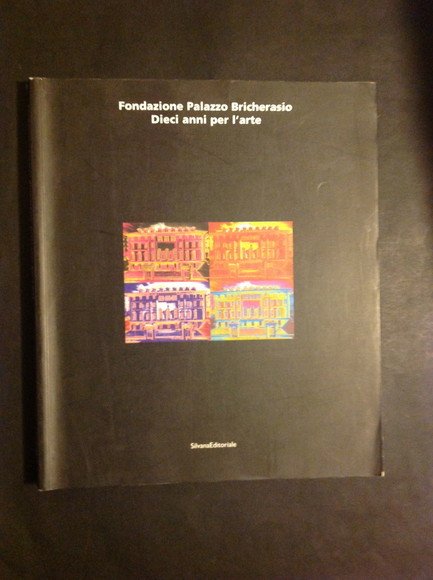 Fondazione Palazzo Bricherasio
Dieci anni per l'arte
SilvanaEditoriale